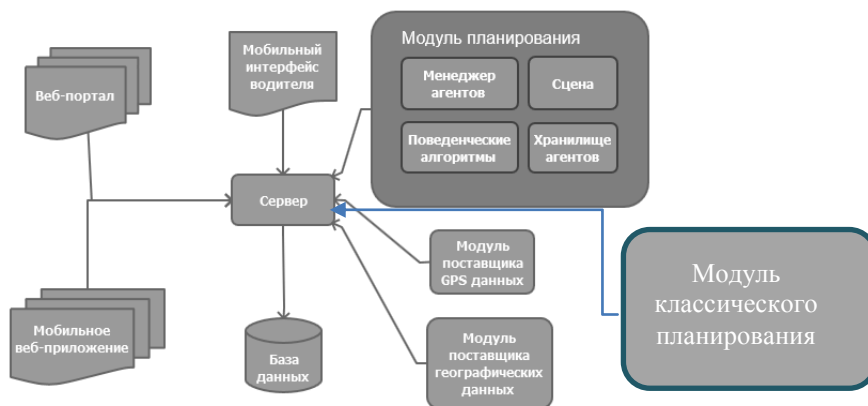 Веб-портал
Мобильный
интерфейс
водителя
Модуль планирования
Менеджер
агентов
Сцена
Поведенческие
алгоритмы
Хранилище
агентов
Сервер
Модуль
поставщика
GPS данных
Модуль
классического
планирования
Мобильное
веб-приложение
База
данных
Модуль
поставщика
географических
данных